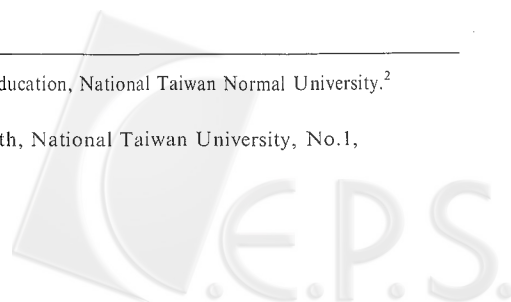 ducation, National Taiwan Normal University.²
th, National Taiwan University, No.1,
C.E.P.S.